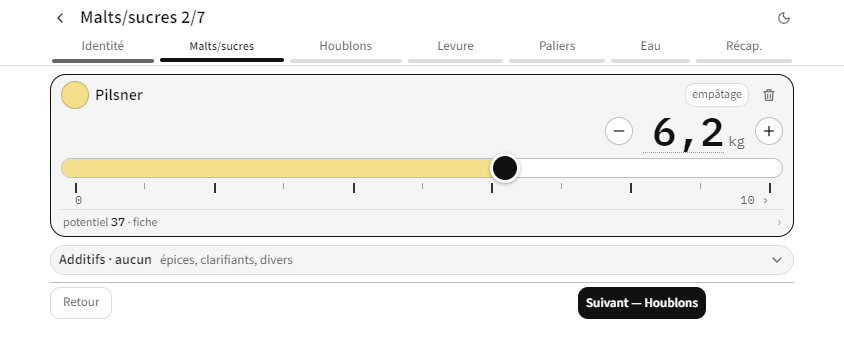 Malts/sucres 2/7
Identité Malts/sucres Houblons Levure Paliers Eau Récap.
Pilsner empâtage
− 6,2 kg +
0 10 ›
potentiel 37 · fiche ›
Additifs · aucun épices, clarifiants, divers
Retour Suivant — Houblons